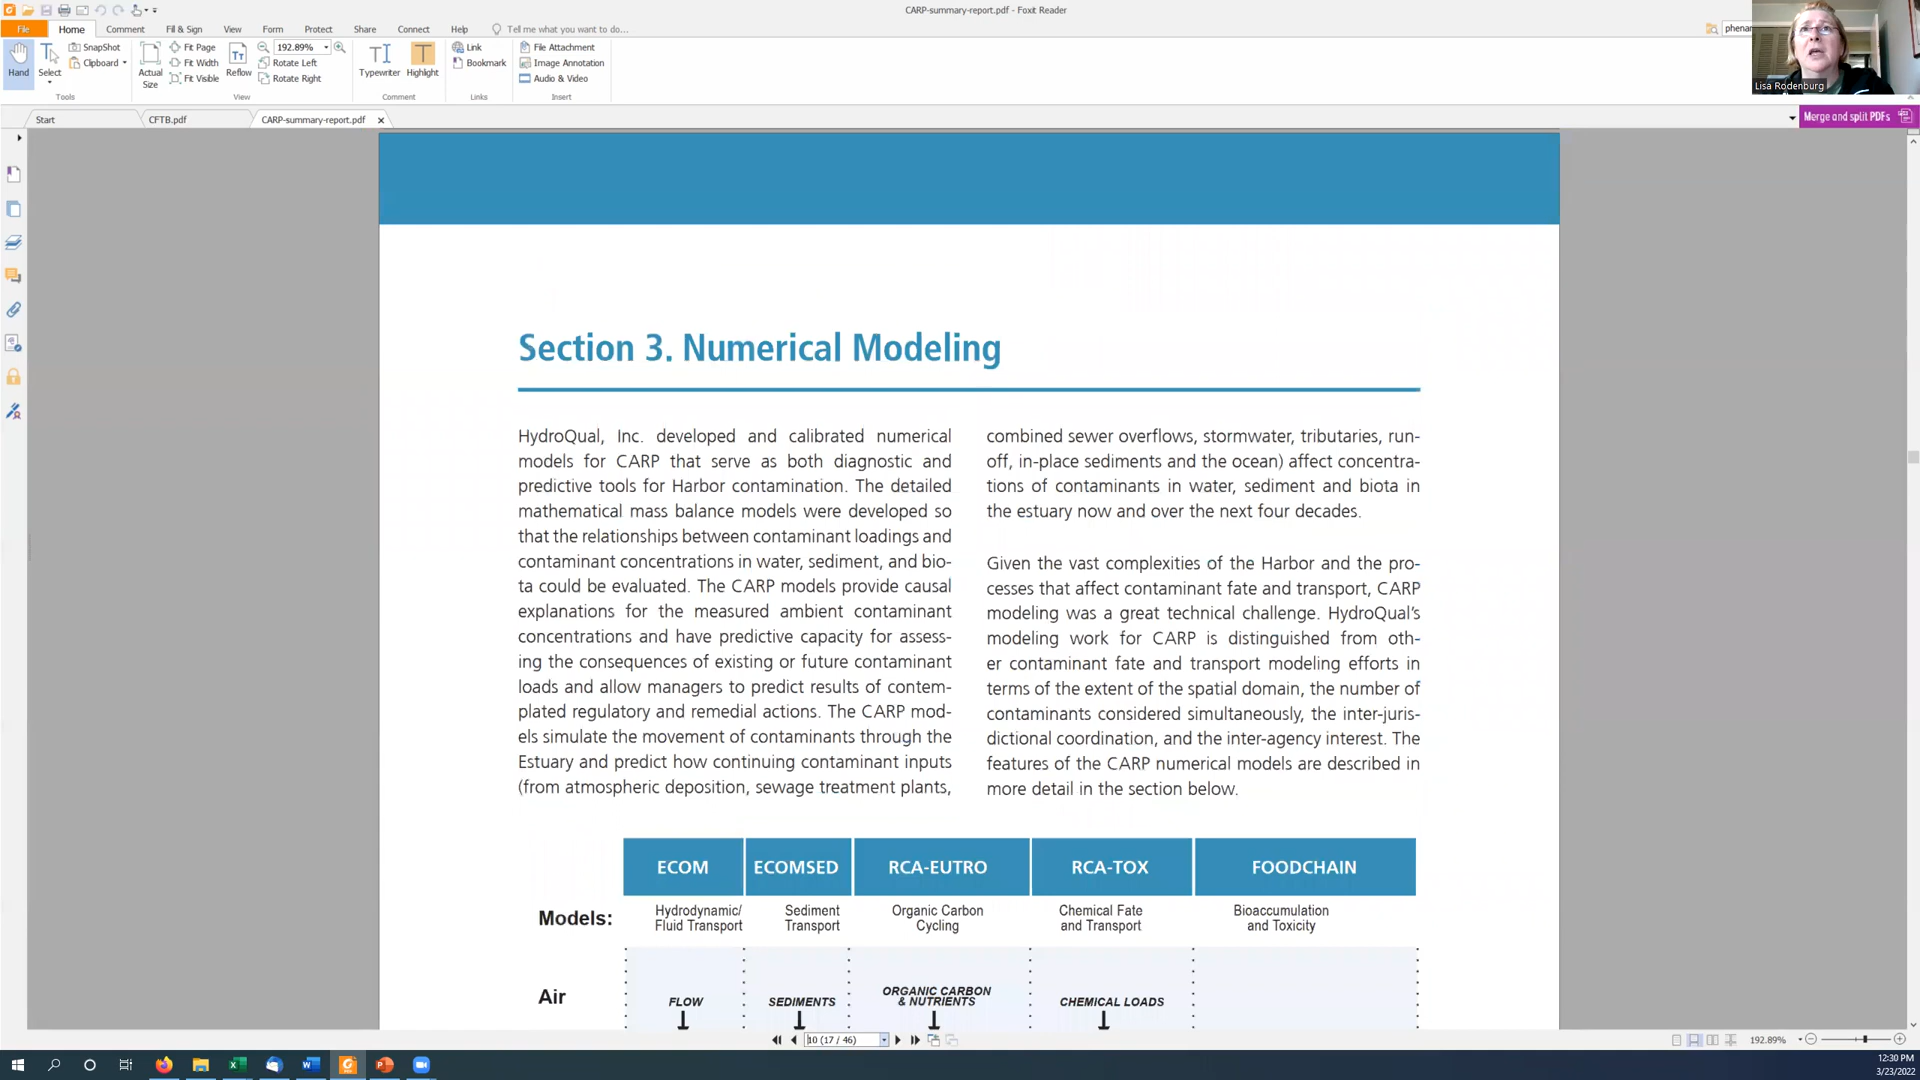 CARP-summary-report.pdf - Foxit Reader
File
Home
Comment
Fill & Sign
View
Form
Protect
Share
Connect
Help
Tell me what you want to do...
Hand
Select
SnapShot
Clipboard
Actual
Size
Fit Page
Fit Width
Fit Visible
Reflow
192.89%
Rotate Left
Rotate Right
Typewriter
Highlight
Link
Bookmark
File Attachment
Image Annotation
Audio & Video
Tools
View
Comment
Links
Insert
Lisa Rodenburg
Start
CFTB.pdf
CARP-summary-report.pdf
Merge and split PDFs
Section 3. Numerical Modeling
HydroQual, Inc. developed and calibrated numerical
models for CARP that serve as both diagnostic and
predictive tools for Harbor contamination. The detailed
mathematical mass balance models were developed so
that the relationships between contaminant loadings and
contaminant concentrations in water, sediment, and bio-
ta could be evaluated. The CARP models provide causal
explanations for the measured ambient contaminant
concentrations and have predictive capacity for assess-
ing the consequences of existing or future contaminant
loads and allow managers to predict results of contem-
plated regulatory and remedial actions. The CARP mod-
els simulate the movement of contaminants through the
Estuary and predict how continuing contaminant inputs
(from atmospheric deposition, sewage treatment plants,
combined sewer overflows, stormwater, tributaries, run-
off, in-place sediments and the ocean) affect concentra-
tions of contaminants in water, sediment and biota in
the estuary now and over the next four decades.
Given the vast complexities of the Harbor and the pro-
cesses that affect contaminant fate and transport, CARP
modeling was a great technical challenge. HydroQual's
modeling work for CARP is distinguished from oth-
er contaminant fate and transport modeling efforts in
terms of the extent of the spatial domain, the number of
contaminants considered simultaneously, the inter-juris-
dictional coordination, and the inter-agency interest. The
features of the CARP numerical models are described in
more detail in the section below.
ECOM
ECOMSED
RCA-EUTRO
RCA-TOX
FOODCHAIN
Models:
Hydrodynamic/
Fluid Transport
Sediment
Transport
Organic Carbon
Cycling
Chemical Fate
and Transport
Bioaccumulation
and Toxicity
Air
FLOW
SEDIMENTS
ORGANIC CARBON
& NUTRIENTS
CHEMICAL LOADS
10 (17 / 46)
192.89%
12:30 PM
3/23/2022